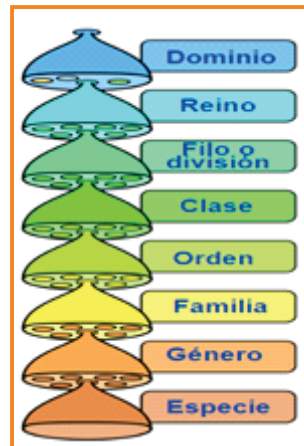 Dominio
Reino
Filo o
división
Clase
Orden
Familia
Género
Especie